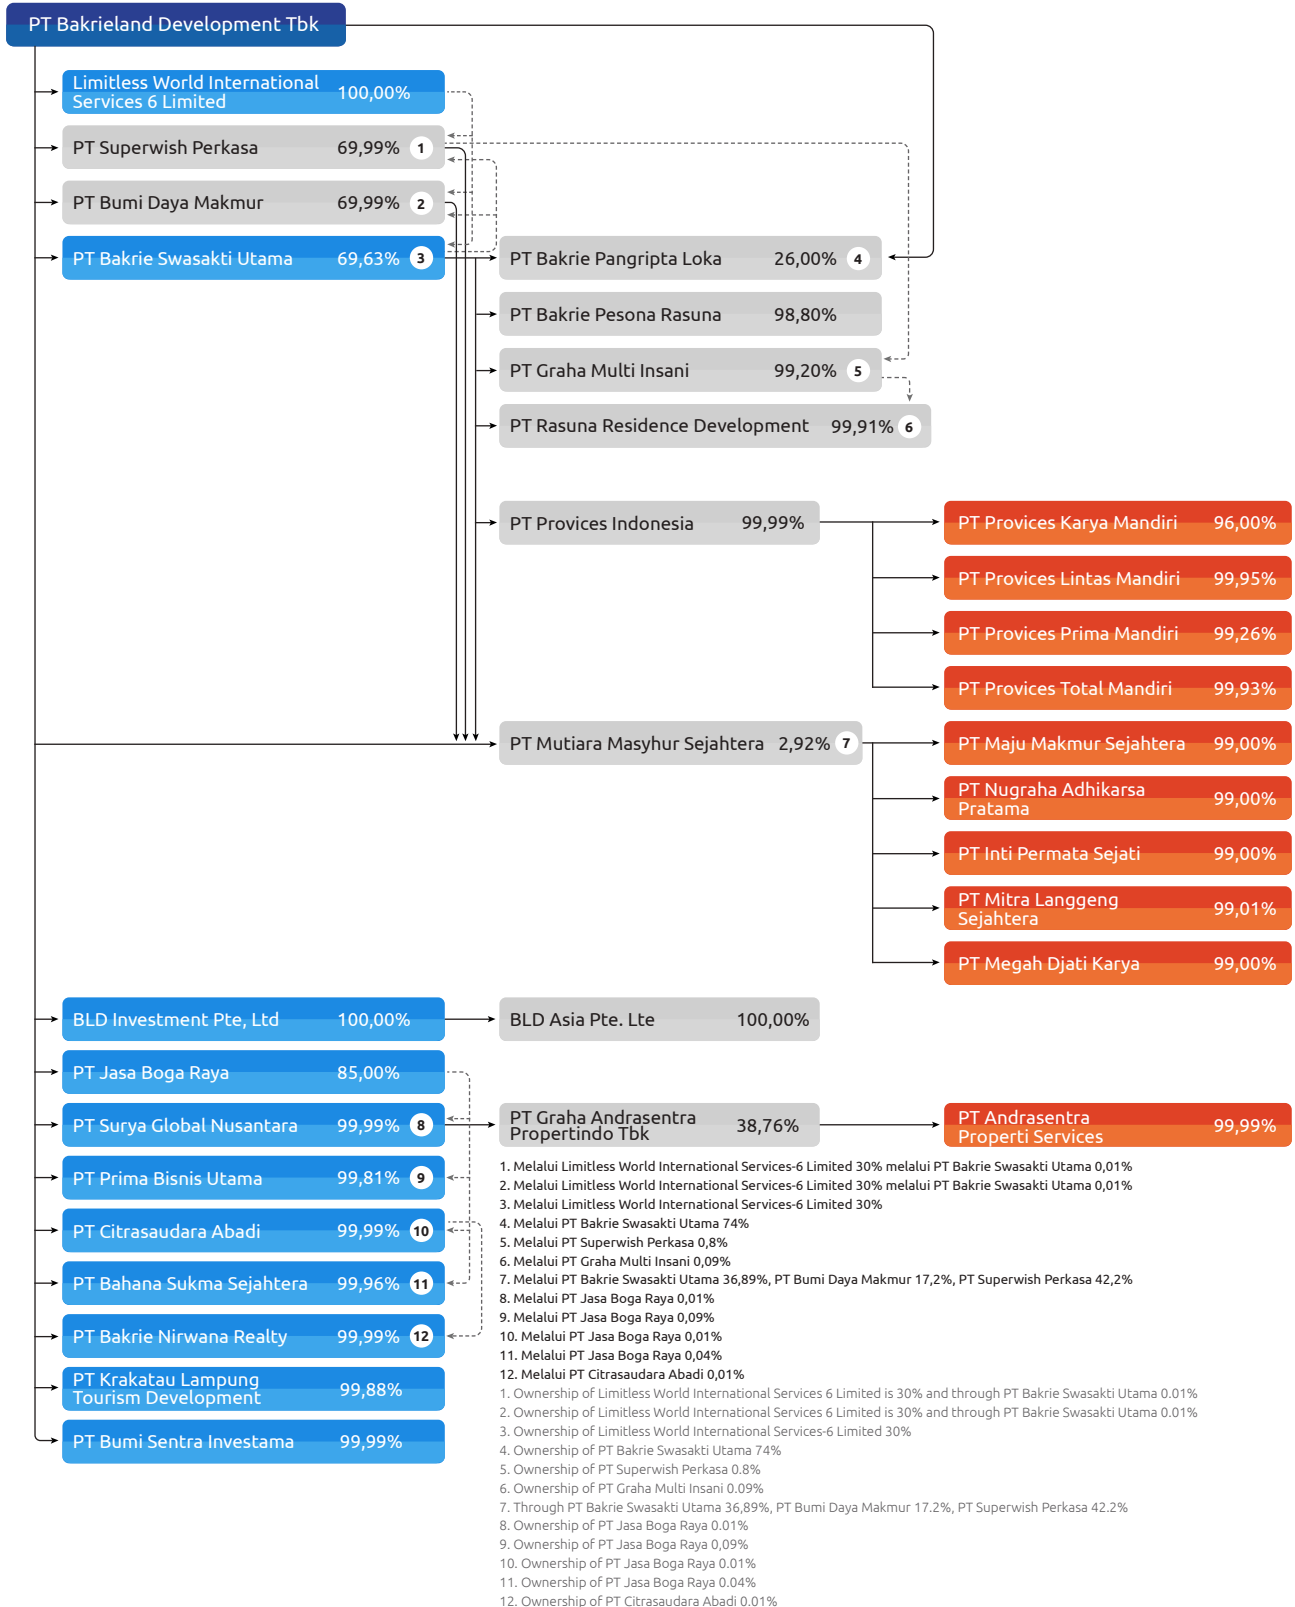 PT Bakrieland Development Tbk
Limitless World International
Services 6 Limited
100,00%
PT Superwish Perkasa 69,99% 1
PT Bumi Daya Makmur 69,99% 2
PT Bakrie Swasakti Utama 69,63% 3
PT Bakrie Pangripta Loka 26,00% 4
PT Bakrie Pesona Rasuna 98,80%
PT Graha Multi Insani 99,20% 5
PT Rasuna Residence Development 99,91% 6
PT Provices Indonesia 99,99%
PT Provices Karya Mandiri 96,00%
PT Provices Lintas Mandiri 99,95%
PT Provices Prima Mandiri 99,26%
PT Provices Total Mandiri 99,93%
PT Mutiara Masyhur Sejahtera 2,92% 7
PT Maju Makmur Sejahtera 99,00%
PT Nugraha Adhikarsa
Pratama
99,00%
PT Inti Permata Sejati 99,00%
PT Mitra Langgeng
Sejahtera
99,01%
PT Megah Djati Karya 99,00%
BLD Investment Pte, Ltd 100,00%
BLD Asia Pte. Lte 100,00%
PT Jasa Boga Raya 85,00%
PT Surya Global Nusantara 99,99% 8
PT Graha Andrasentra
Propertindo Tbk
38,76%
PT Andrasentra
Properti Services
99,99%
PT Prima Bisnis Utama 99,81% 9
PT Citrasaudara Abadi 99,99% 10
PT Bahana Sukma Sejahtera 99,96% 11
PT Bakrie Nirwana Realty 99,99% 12
PT Krakatau Lampung
Tourism Development
99,88%
PT Bumi Sentra Investama 99,99%
1. Melalui Limitless World International Services-6 Limited 30% melalui PT Bakrie Swasakti Utama 0,01%
2. Melalui Limitless World International Services-6 Limited 30% melalui PT Bakrie Swasakti Utama 0,01%
3. Melalui Limitless World International Services-6 Limited 30%
4. Melalui PT Bakrie Swasakti Utama 74%
5. Melalui PT Superwish Perkasa 0,8%
6. Melalui PT Graha Multi Insani 0,09%
7. Melalui PT Bakrie Swasakti Utama 36,89%, PT Bumi Daya Makmur 17,2%, PT Superwish Perkasa 42,2%
8. Melalui PT Jasa Boga Raya 0,01%
9. Melalui PT Jasa Boga Raya 0,09%
10. Melalui PT Jasa Boga Raya 0,01%
11. Melalui PT Jasa Boga Raya 0,04%
12. Melalui PT Citrasaudara Abadi 0,01%
1. Ownership of Limitless World International Services 6 Limited is 30% and through PT Bakrie Swasakti Utama 0.01%
2. Ownership of Limitless World International Services 6 Limited is 30% and through PT Bakrie Swasakti Utama 0.01%
3. Ownership of Limitless World International Services-6 Limited 30%
4. Ownership of PT Bakrie Swasakti Utama 74%
5. Ownership of PT Superwish Perkasa 0.8%
6. Ownership of PT Graha Multi Insani 0.09%
7. Through PT Bakrie Swasakti Utama 36,89%, PT Bumi Daya Makmur 17.2%, PT Superwish Perkasa 42.2%
8. Ownership of PT Jasa Boga Raya 0.01%
9. Ownership of PT Jasa Boga Raya 0,09%
10. Ownership of PT Jasa Boga Raya 0.01%
11. Ownership of PT Jasa Boga Raya 0.04%
12. Ownership of PT Citrasaudara Abadi 0.01%